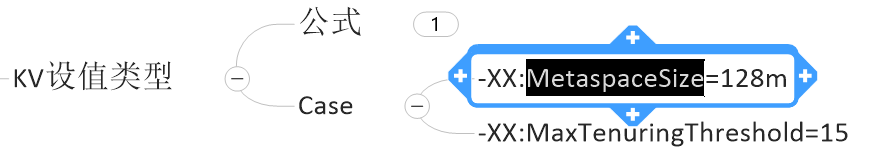 公式
1
KV设值类型
-XX:MetaspaceSize=128m
Case
-XX:MaxTenuringThreshold=15